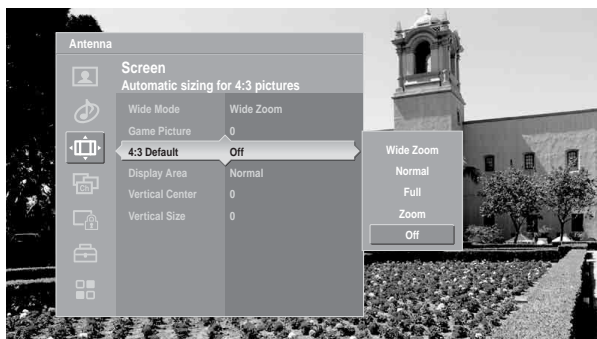 Antenna
Screen
Automatic sizing for 4:3 pictures
Wide Mode Wide Zoom
Game Picture 0
4:3 Default Off
Display Area Normal
Vertical Center 0
Vertical Size 0
Wide Zoom
Normal
Full
Zoom
Off
Ch